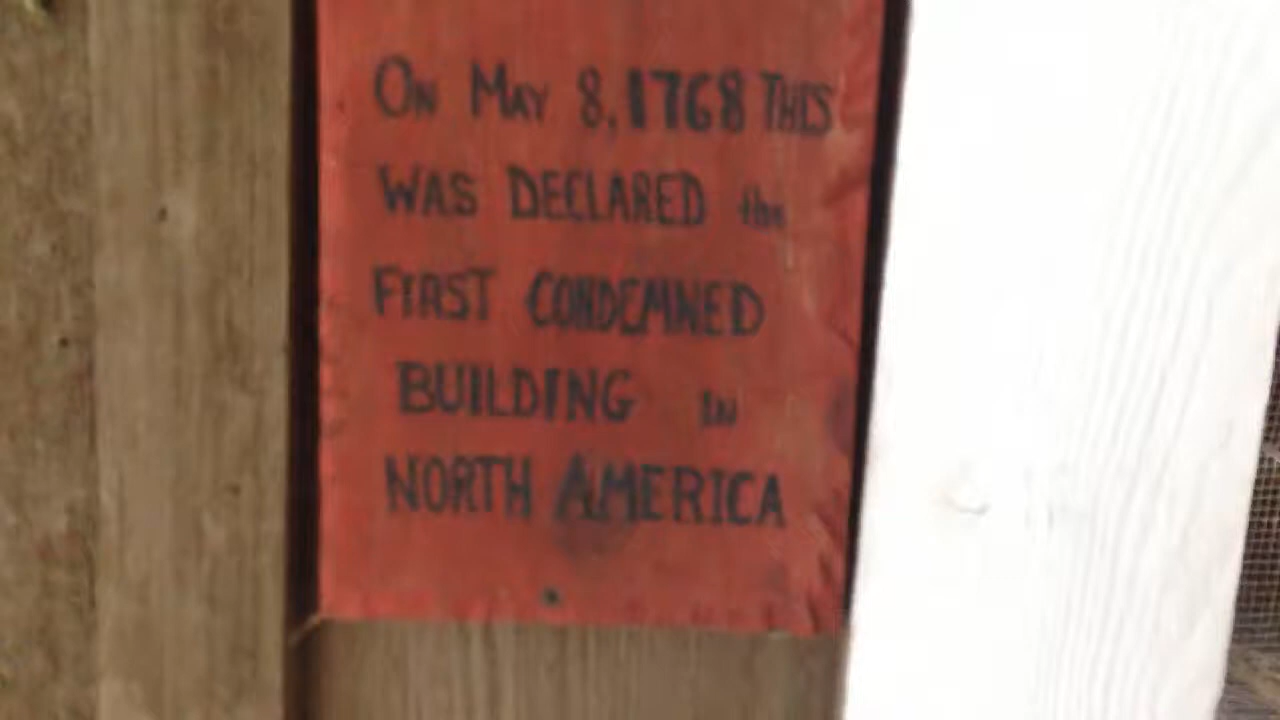 On May 8, 1768 THIS
WAS DECLARED the
FIRST CONDEMNED
BUILDING IN
NORTH AMERICA